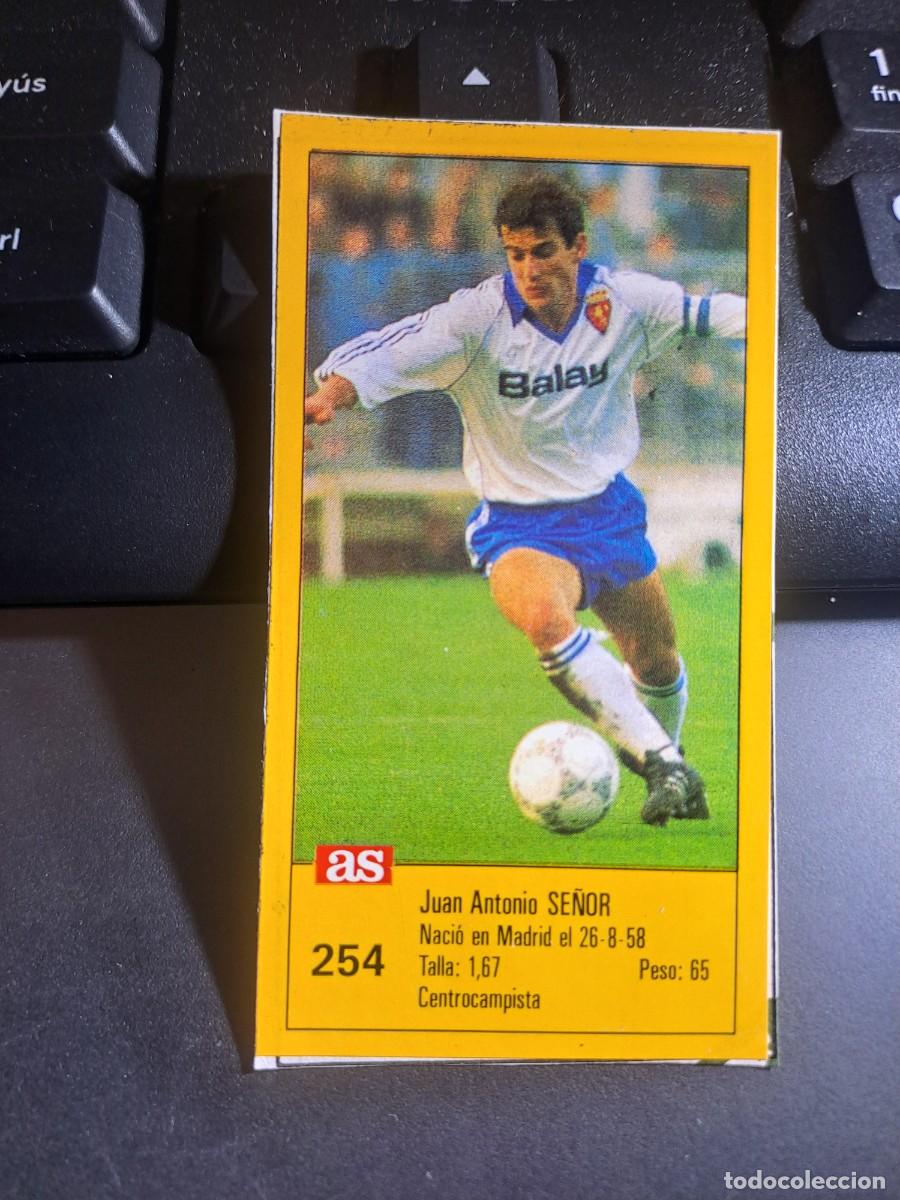 yús
rl
1
fin
Balay
as
254
Juan Antonio SEÑOR
Nació en Madrid el 26-8-58
Talla: 1,67 Peso: 65
Centrocampista
todocoleccion